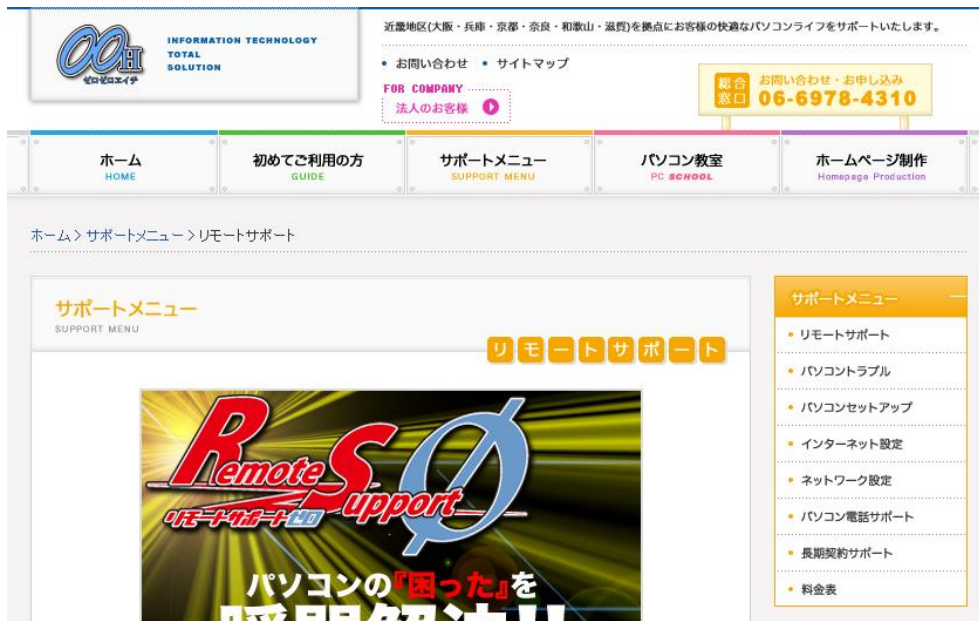 近畿地区(大阪・兵庫・京都・奈良・和歌山・滋賀)を拠点にお客様の快適なパソコンライフをサポートいたします。
00H
ゼロゼロエイチ
INFORMATION TECHNOLOGY
TOTAL
SOLUTION
• お問い合わせ • サイトマップ
FOR COMPANY
法人のお客様
総合窓口
お問い合わせ・お申し込み
06-6978-4310
ホーム
HOME
初めてご利用の方
GUIDE
サポートメニュー
SUPPORT MENU
パソコン教室
PC SCHOOL
ホームページ制作
Homepage Production
ホーム > サポートメニュー > リモートサポート
サポートメニュー
SUPPORT MENU
リモートサポート
Remote Support 0
リモートサポートゼロ
パソコンの『困った』を
瞬間解決!!
サポートメニュー
• リモートサポート
• パソコントラブル
• パソコンセットアップ
• インターネット設定
• ネットワーク設定
• パソコン電話サポート
• 長期契約サポート
• 料金表